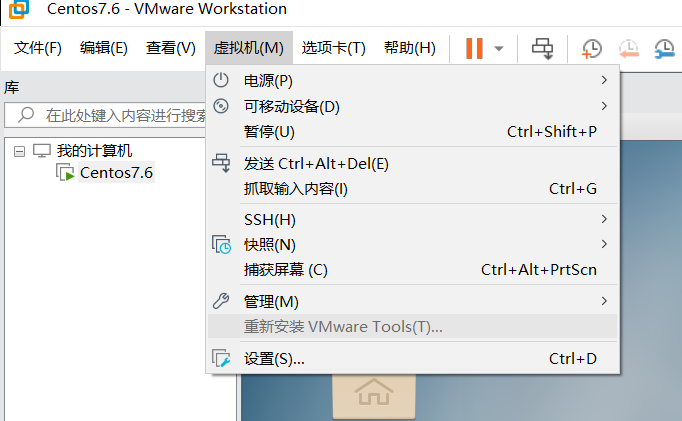 Centos7.6 - VMware Workstation
文件(F) 编辑(E) 查看(V) 虚拟机(M) 选项卡(T) 帮助(H)
库
在此处键入内容进行搜索
我的计算机
Centos7.6
电源(P)
可移动设备(D)
暂停(U) Ctrl+Shift+P
发送 Ctrl+Alt+Del(E)
抓取输入内容(I) Ctrl+G
SSH(H)
快照(N)
捕获屏幕 (C) Ctrl+Alt+PrtScn
管理(M)
重新安装 VMware Tools(T)...
设置(S)... Ctrl+D